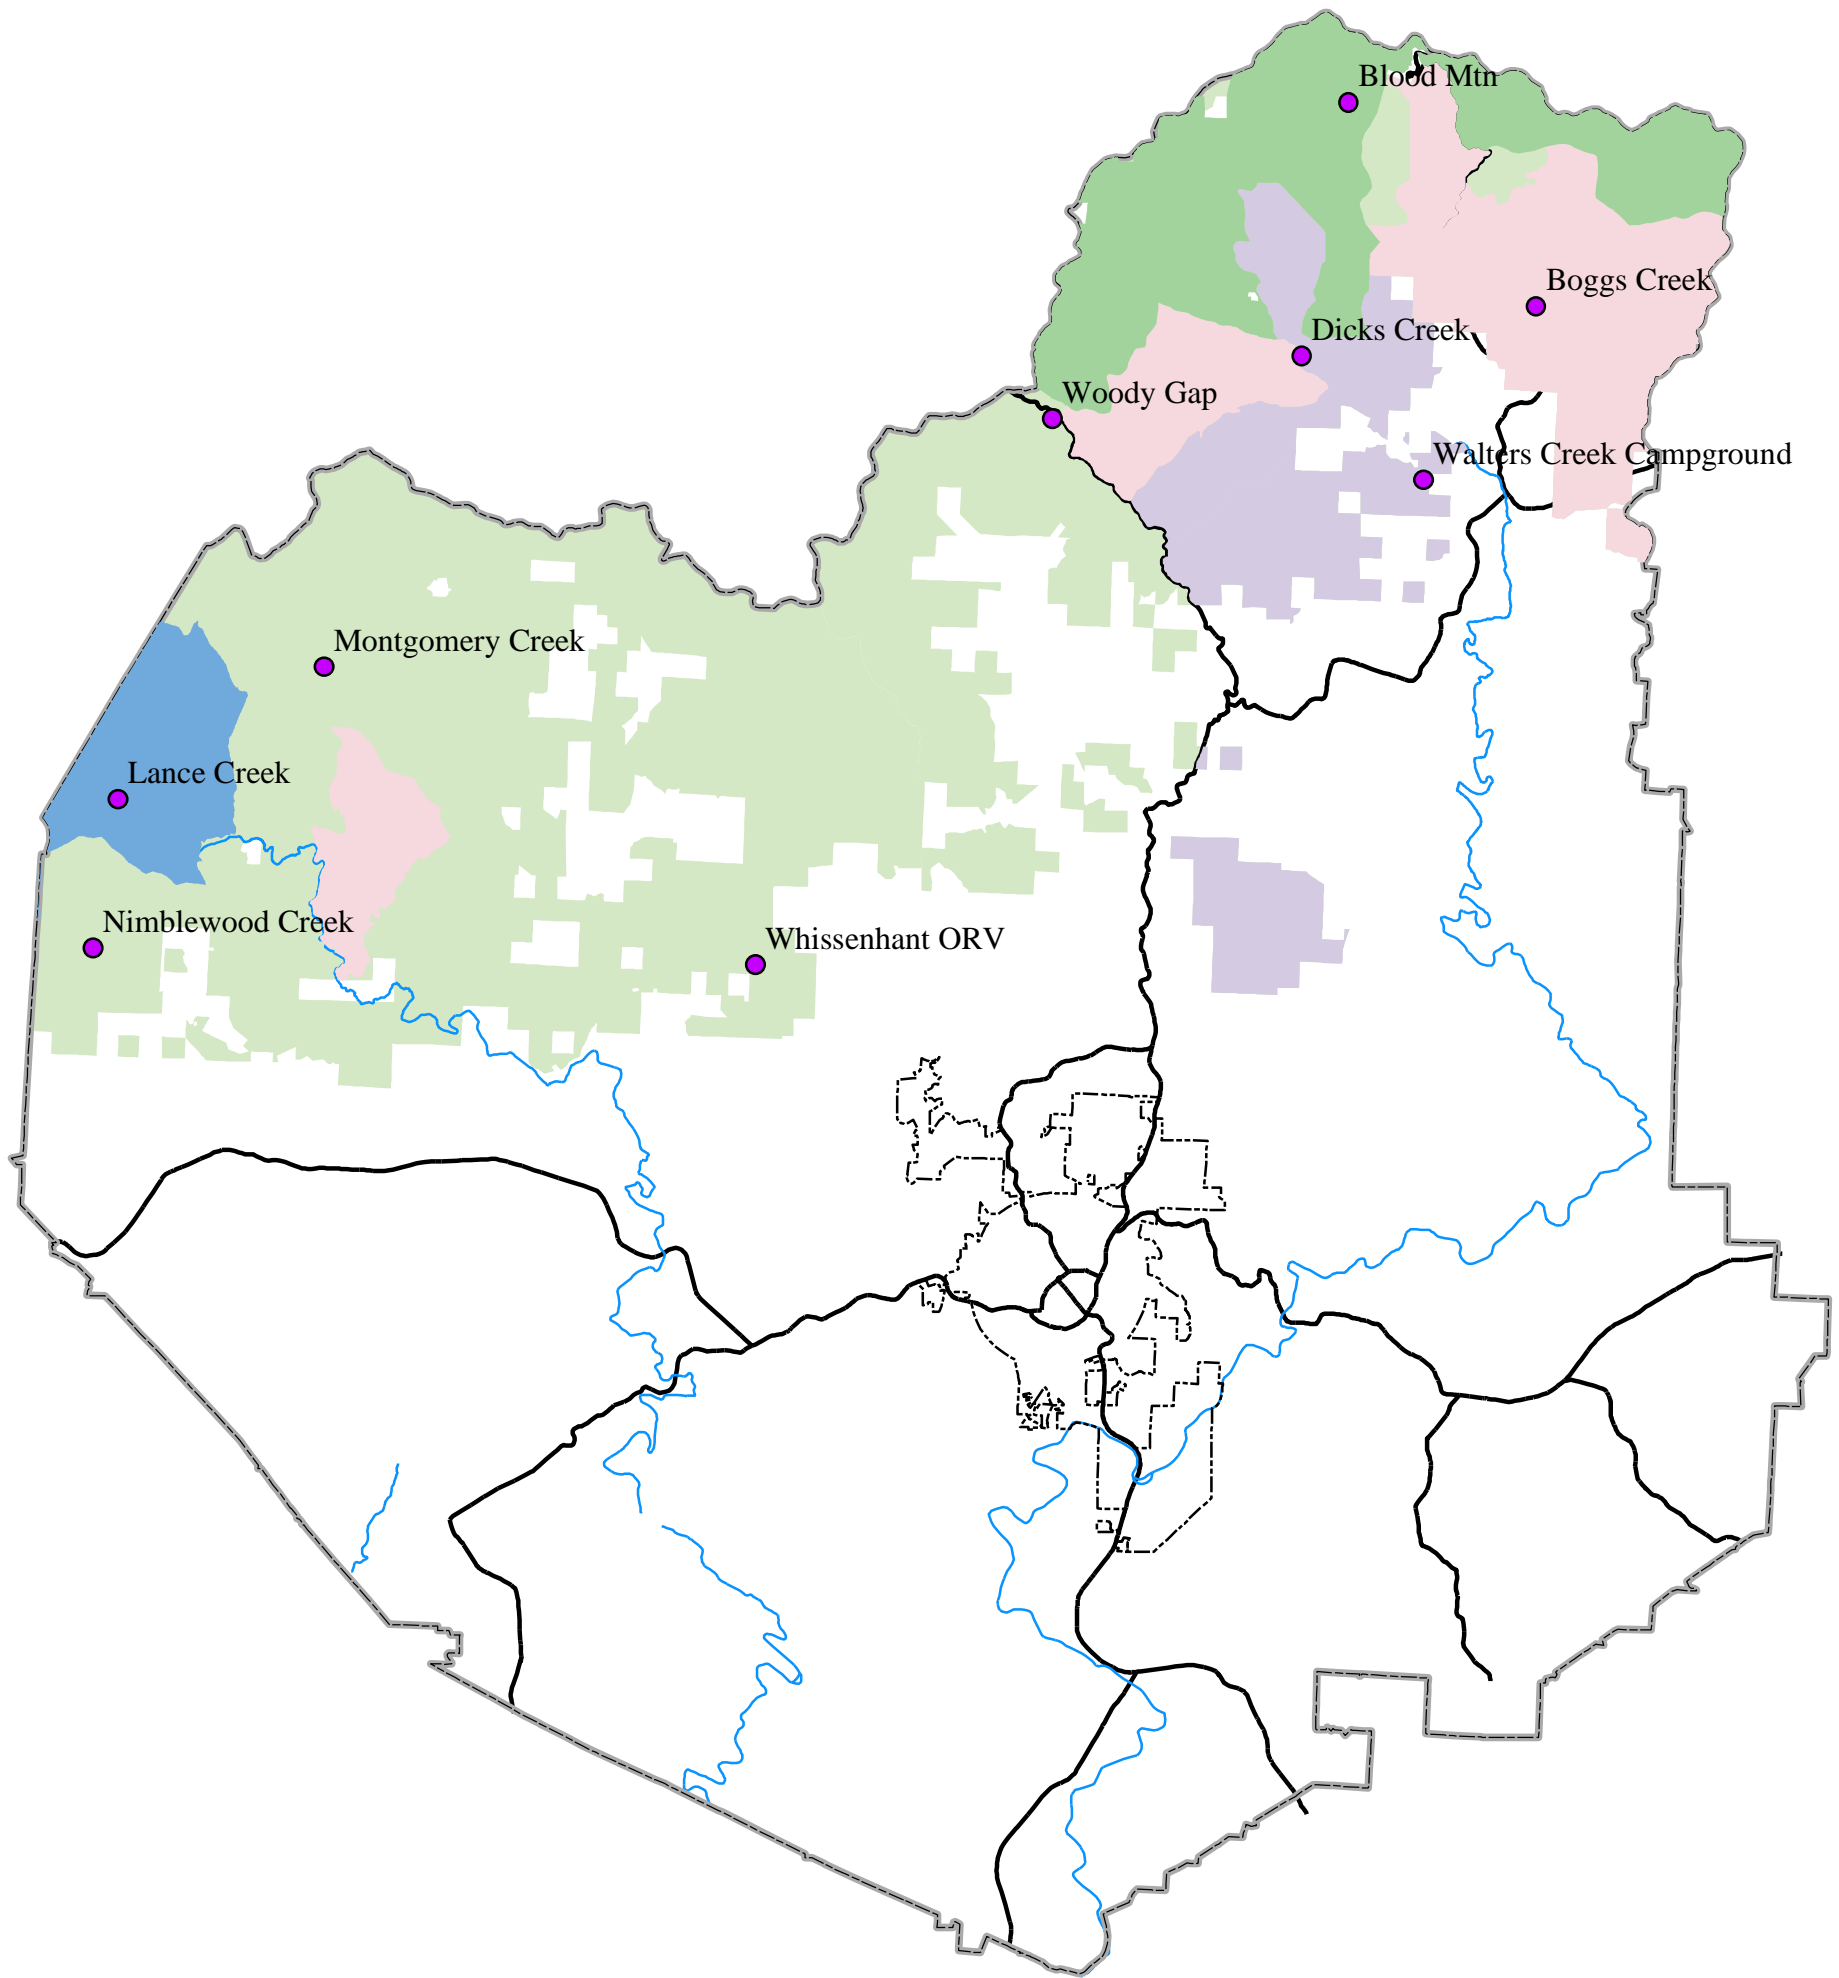 Blood Mtn
Boggs Creek
Dicks Creek
Woody Gap
Walters Creek Campground
Montgomery Creek
Lance Creek
Nimblewood Creek
Whissenhant ORV